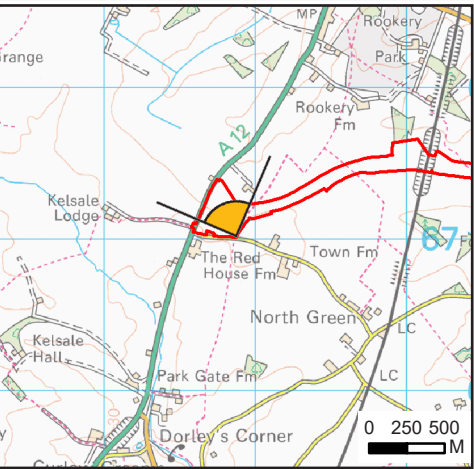 MP
Rookery
Park
range
Rookery
Fm
A 12
Kelsale
Lodge
67
The Red
House Fm
Town Fm
North Green
LC
Kelsale
Hall
LC
Park Gate Fm
0 250 500
M
Dorley's Corner